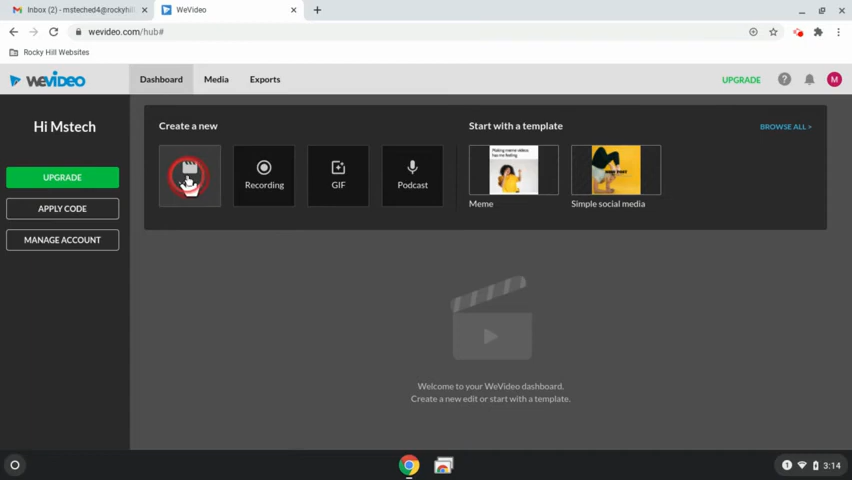 Inbox (2) - msteched4@rockyhill
WeVideo
wevideo.com/hub#
Rocky Hill Websites
WEVIDEO
Dashboard
Media
Exports
UPGRADE
M
Hi Mstech
UPGRADE
APPLY CODE
MANAGE ACCOUNT
Create a new
Recording
GIF
Podcast
Start with a template
BROWSE ALL >
Meme
Simple social media
Welcome to your WeVideo dashboard.
Create a new edit or start with a template.
1
3:14